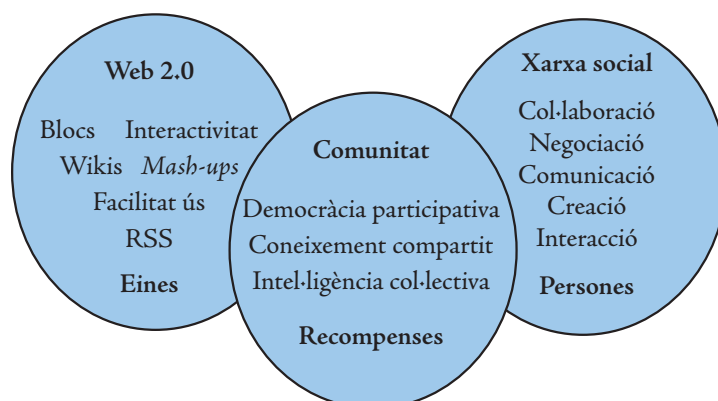 Web 2.0
Blocs Interactivitat
Wikis Mash-ups
Facilitat ús
RSS
Eines
Comunitat
Democràcia participativa
Coneixement compartit
Intel·ligència col·lectiva
Recompenses
Xarxa social
Col·laboració
Negociació
Comunicació
Creació
Interacció
Persones